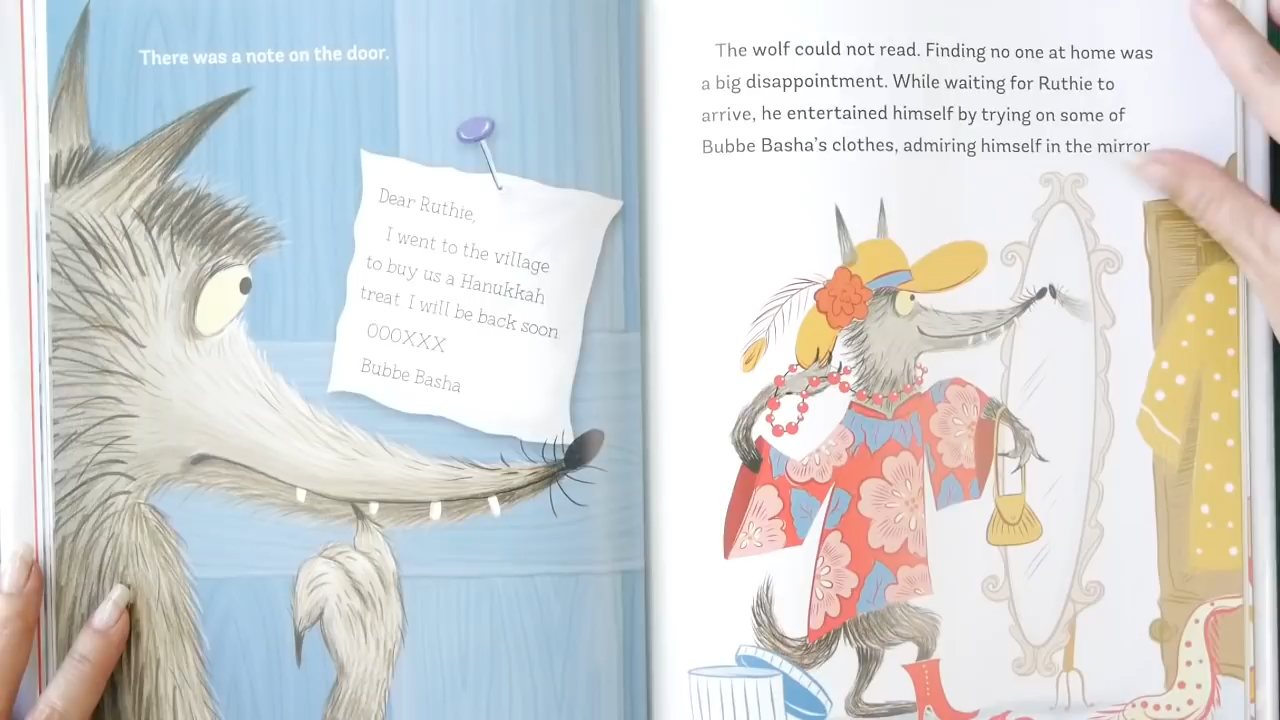 There was a note on the door.
Dear Ruthie,
I went to the village
to buy us a Hanukkah
treat. I will be back soon.
OOOXXX
Bubbe Basha
The wolf could not read. Finding no one at home was
a big disappointment. While waiting for Ruthie to
arrive, he entertained himself by trying on some of
Bubbe Basha's clothes, admiring himself in the mirror